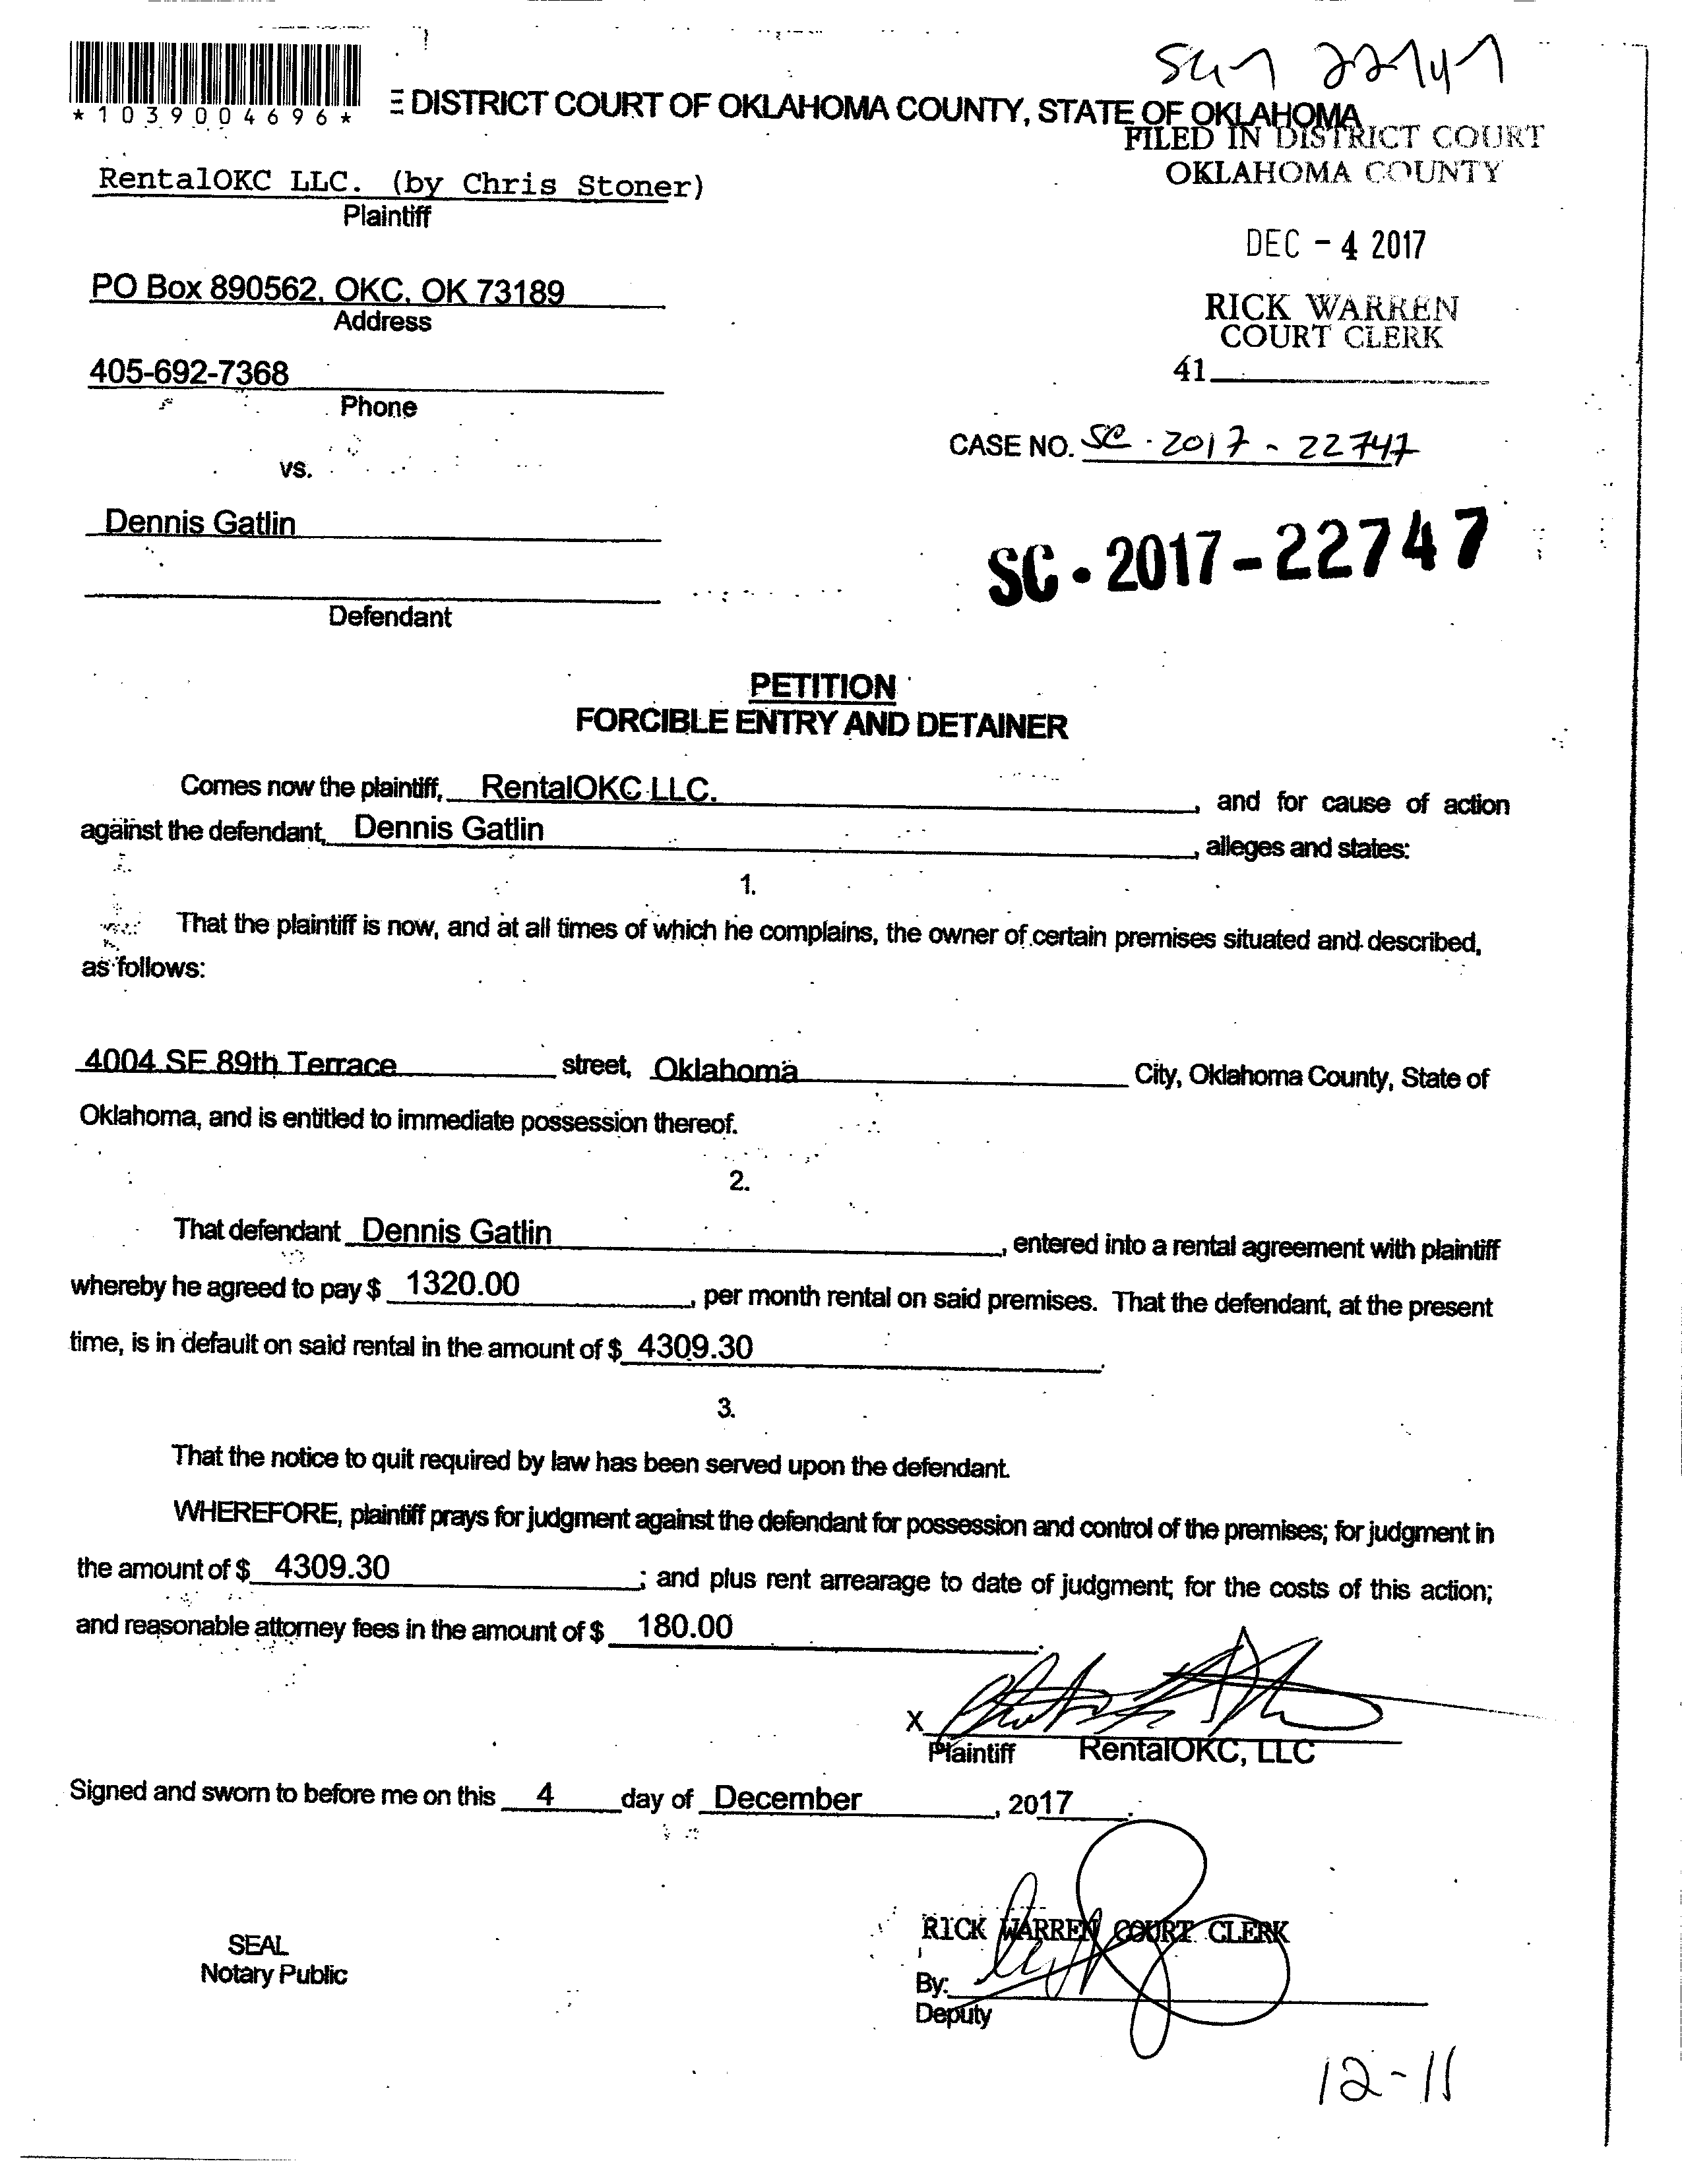 *1039004696*
DISTRICT COURT OF OKLAHOMA COUNTY, STATE OF OKLAHOMA
FILED IN DISTRICT COURT
OKLAHOMA COUNTY
RentalOKC LLC. (by Chris Stoner)
Plaintiff
DEC - 4 2017
PO Box 890562, OKC, OK 73189
Address
RICK WARREN
COURT CLERK
41
405-692-7368
Phone
CASE NO. SC - 2017 - 22747
vs.
Dennis Gatlin
SC - 2017 - 22747
Defendant
PETITION
FORCIBLE ENTRY AND DETAINER
Comes now the plaintiff, RentalOKC LLC. , and for cause of action
against the defendant, Dennis Gatlin , alleges and states:
1.
That the plaintiff is now, and at all times of which he complains, the owner of certain premises situated and described,
as follows:
4004 SE 89th Terrace street, Oklahoma City, Oklahoma County, State of
Oklahoma, and is entitled to immediate possession thereof.
2.
That defendant Dennis Gatlin , entered into a rental agreement with plaintiff
whereby he agreed to pay $ 1320.00 , per month rental on said premises. That the defendant, at the present
time, is in default on said rental in the amount of $ 4309.30 .
3.
That the notice to quit required by law has been served upon the defendant.
WHEREFORE, plaintiff prays for judgment against the defendant for possession and control of the premises; for judgment in
the amount of $ 4309.30 ; and plus rent arrearage to date of judgment; for the costs of this action;
and reasonable attorney fees in the amount of $ 180.00 .
X
Plaintiff RentalOKC, LLC
Signed and sworn to before me on this 4 day of December , 2017 .
RICK WARREN COURT CLERK
SEAL
Notary Public
By:
Deputy
12-11